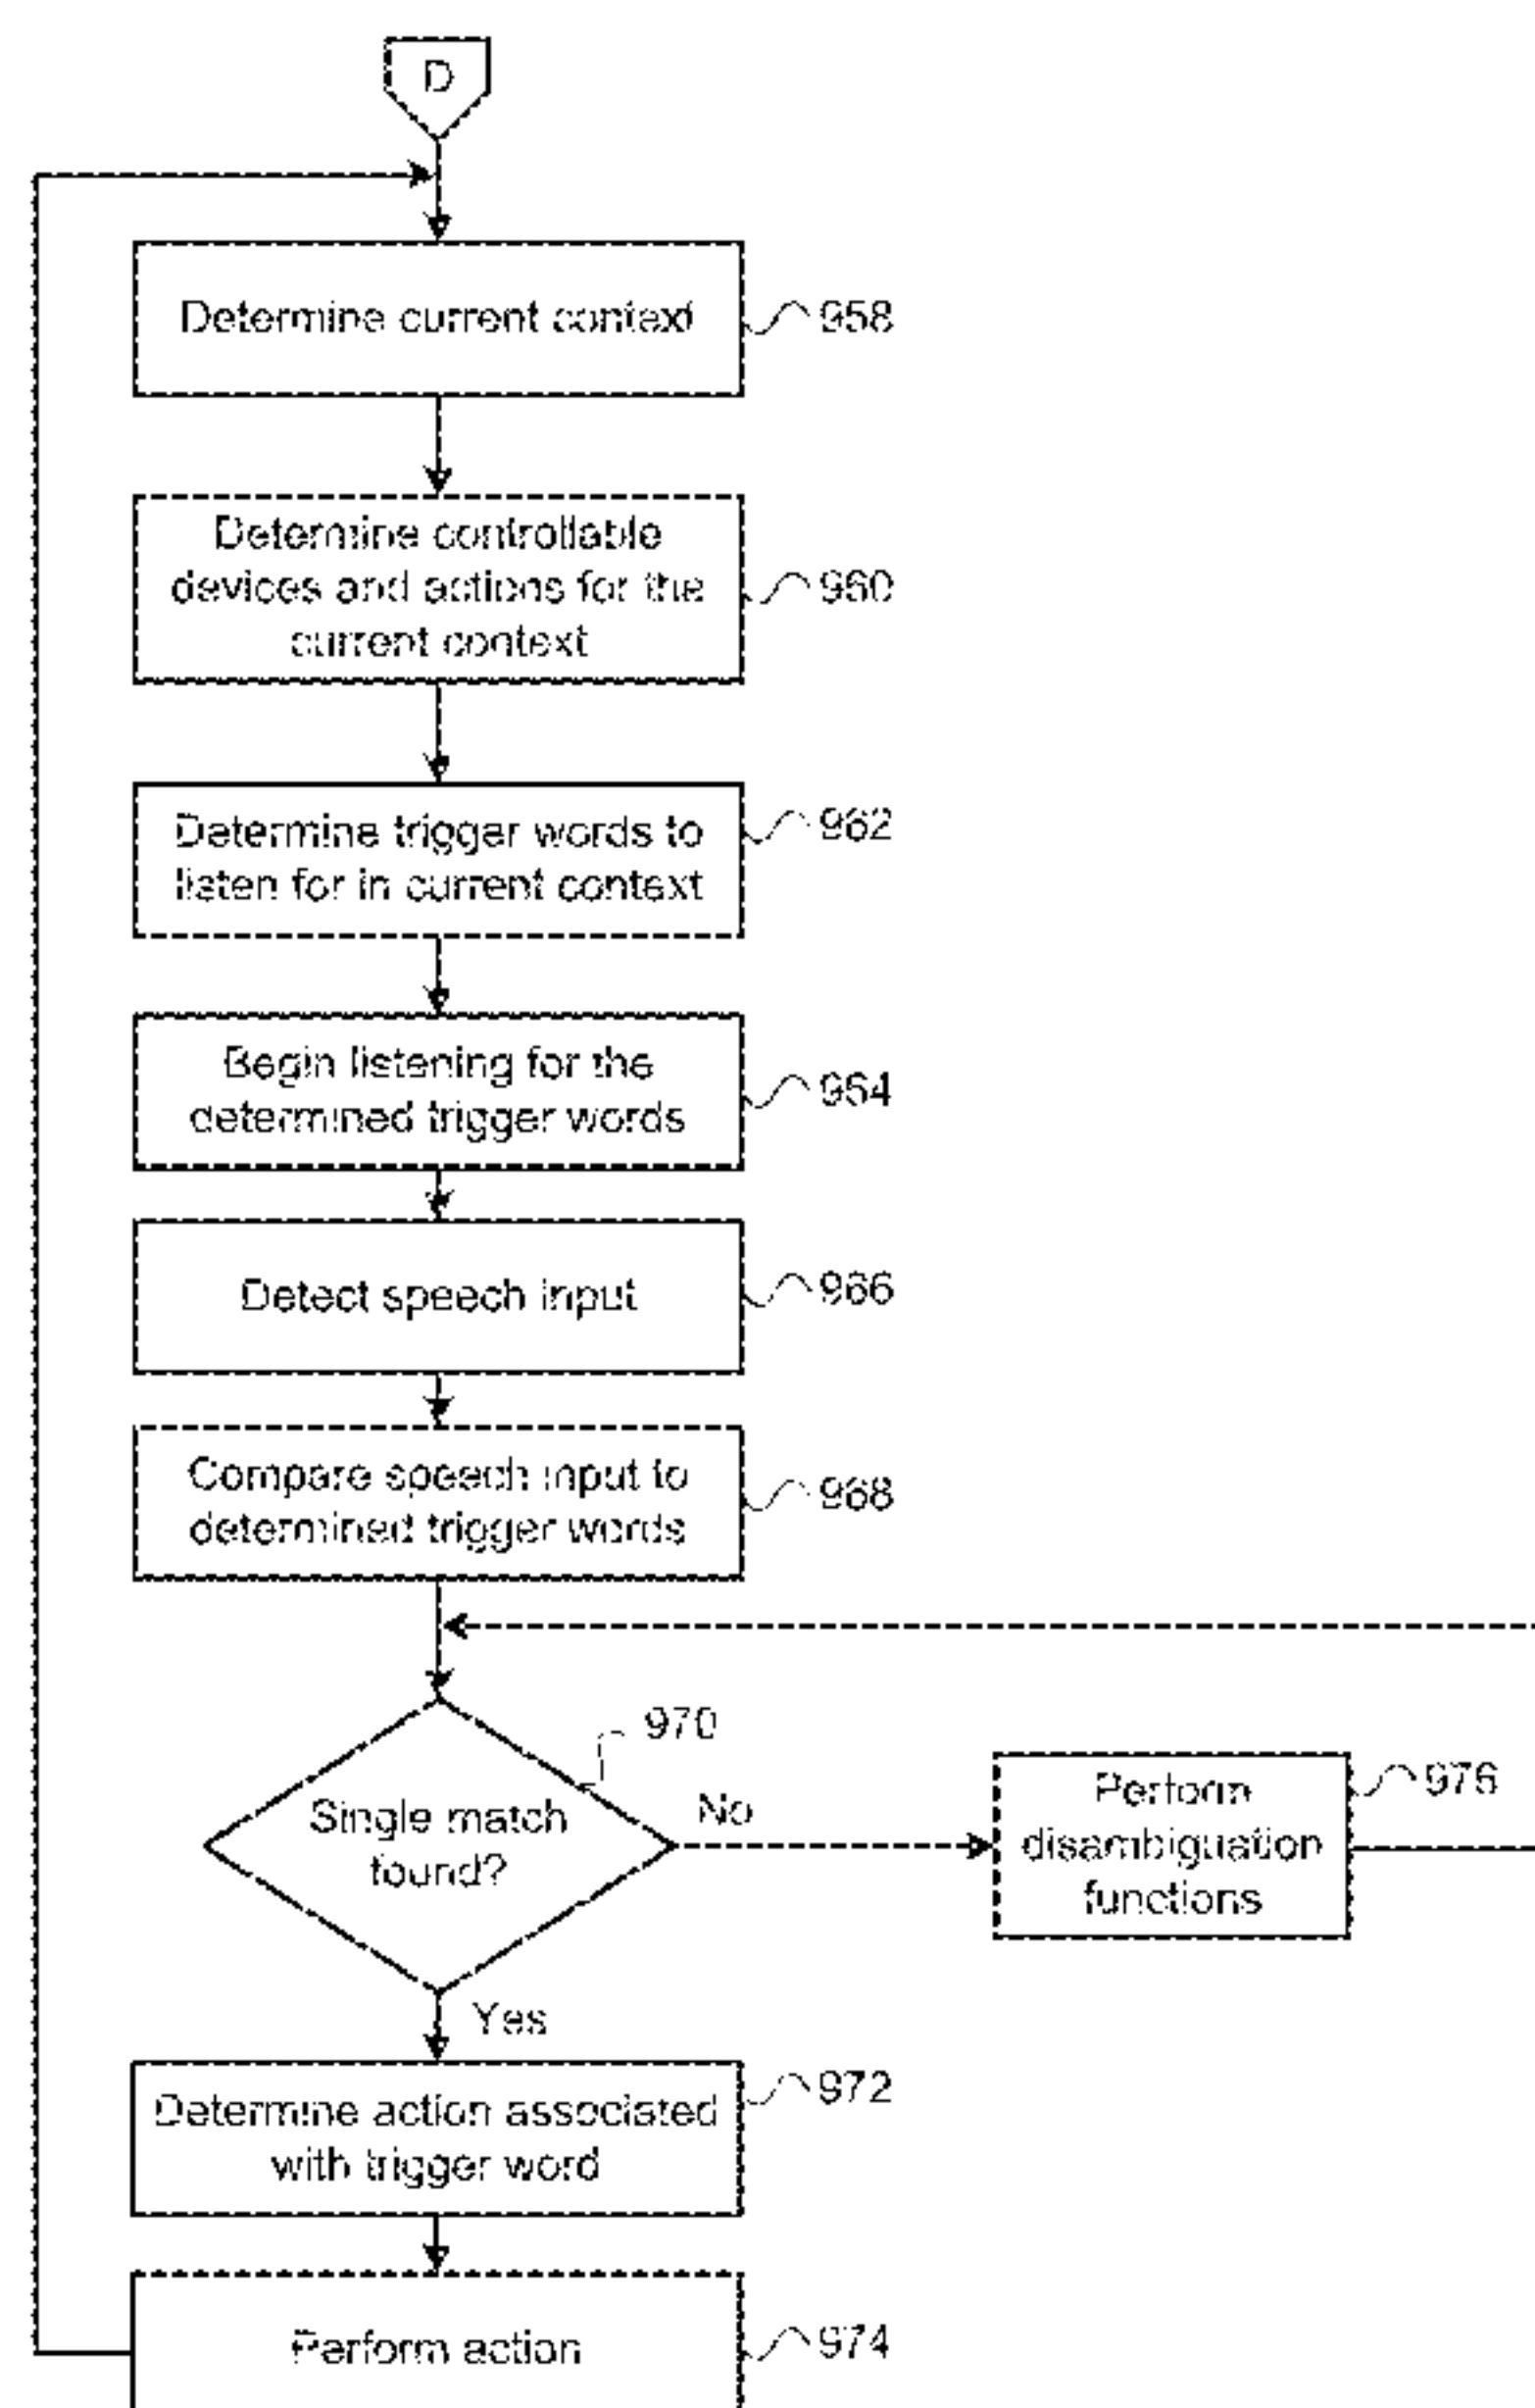 D
Determine current context
958
Determine controllable
devices and actions for the
current context
960
Determine trigger words to
listen for in current context
962
Begin listening for the
determined trigger words
964
Detect speech input
966
Compare speech input to
determined trigger words
968
970
Single match
found?
No
Perform
disambiguation
functions
976
Yes
Determine action associated
with trigger word
972
Perform action
974